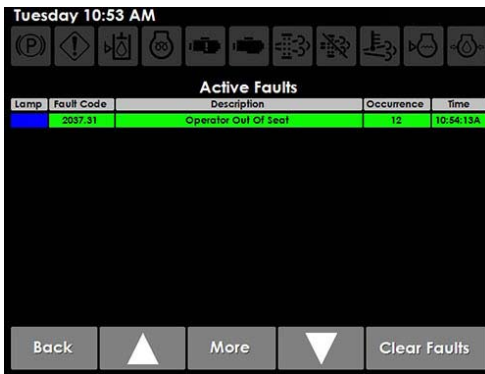 Tuesday 10:53 AM
(P)
Active Faults
Lamp Fault Code Description Occurrence Time
2037.31 Operator Out Of Seat 12 10:54:13A
Back More Clear Faults